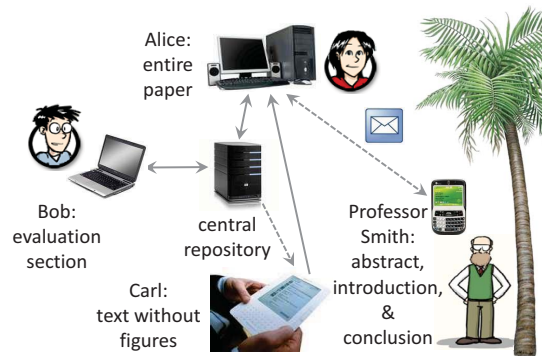 Alice:
entire
paper
Bob:
evaluation
section
central
repository
Carl:
text without
figures
Professor
Smith:
abstract,
introduction,
&
conclusion